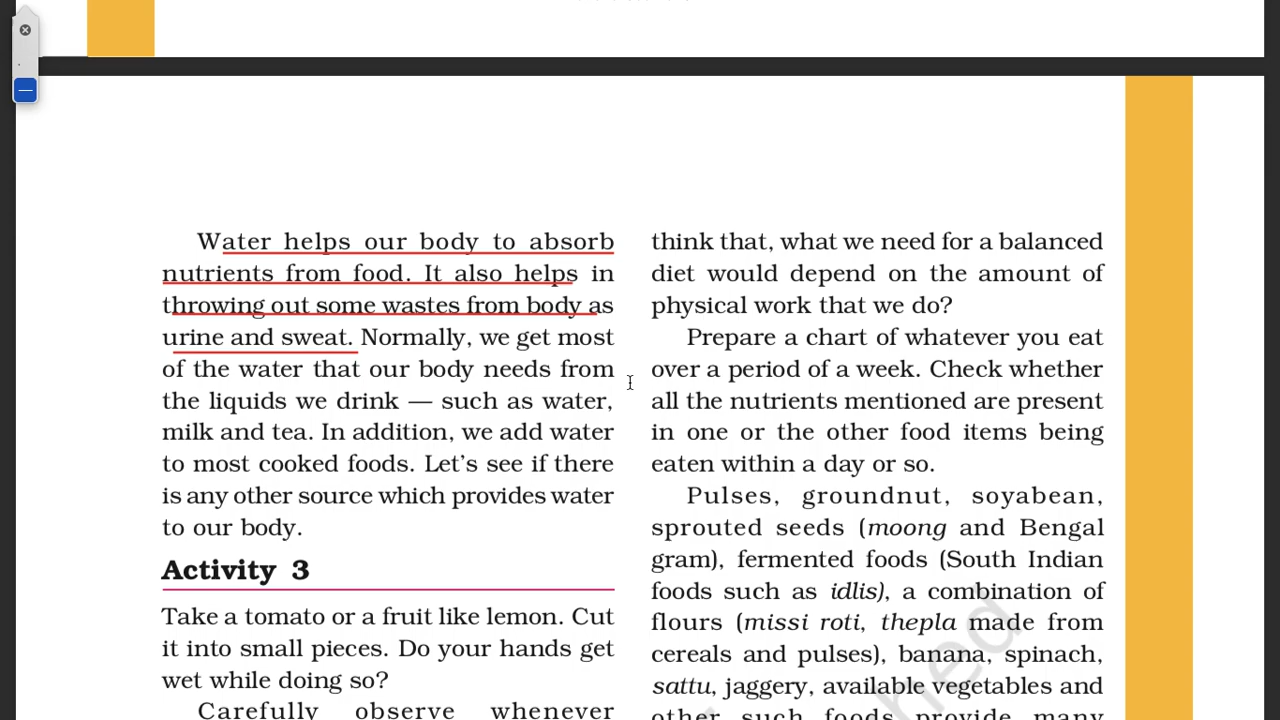 Water helps our body to absorb
nutrients from food. It also helps in
throwing out some wastes from body as
urine and sweat. Normally, we get most
of the water that our body needs from
the liquids we drink — such as water,
milk and tea. In addition, we add water
to most cooked foods. Let's see if there
is any other source which provides water
to our body.
Activity 3
Take a tomato or a fruit like lemon. Cut
it into small pieces. Do your hands get
wet while doing so?
Carefully observe whenever
think that, what we need for a balanced
diet would depend on the amount of
physical work that we do?
Prepare a chart of whatever you eat
over a period of a week. Check whether
all the nutrients mentioned are present
in one or the other food items being
eaten within a day or so.
Pulses, groundnut, soyabean,
sprouted seeds (moong and Bengal
gram), fermented foods (South Indian
foods such as idlis), a combination of
flours (missi roti, thepla made from
cereals and pulses), banana, spinach,
sattu, jaggery, available vegetables and
other such foods provide many